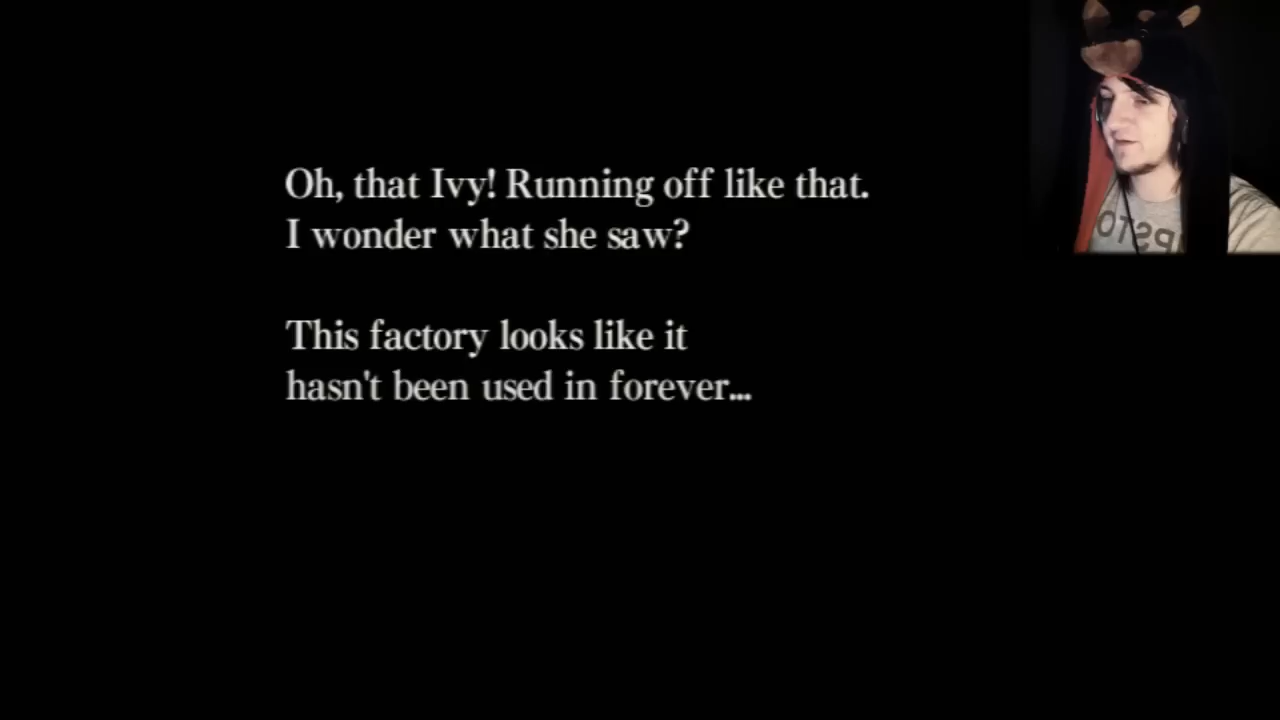 Oh, that Ivy! Running off like that.
I wonder what she saw?
This factory looks like it
hasn't been used in forever...